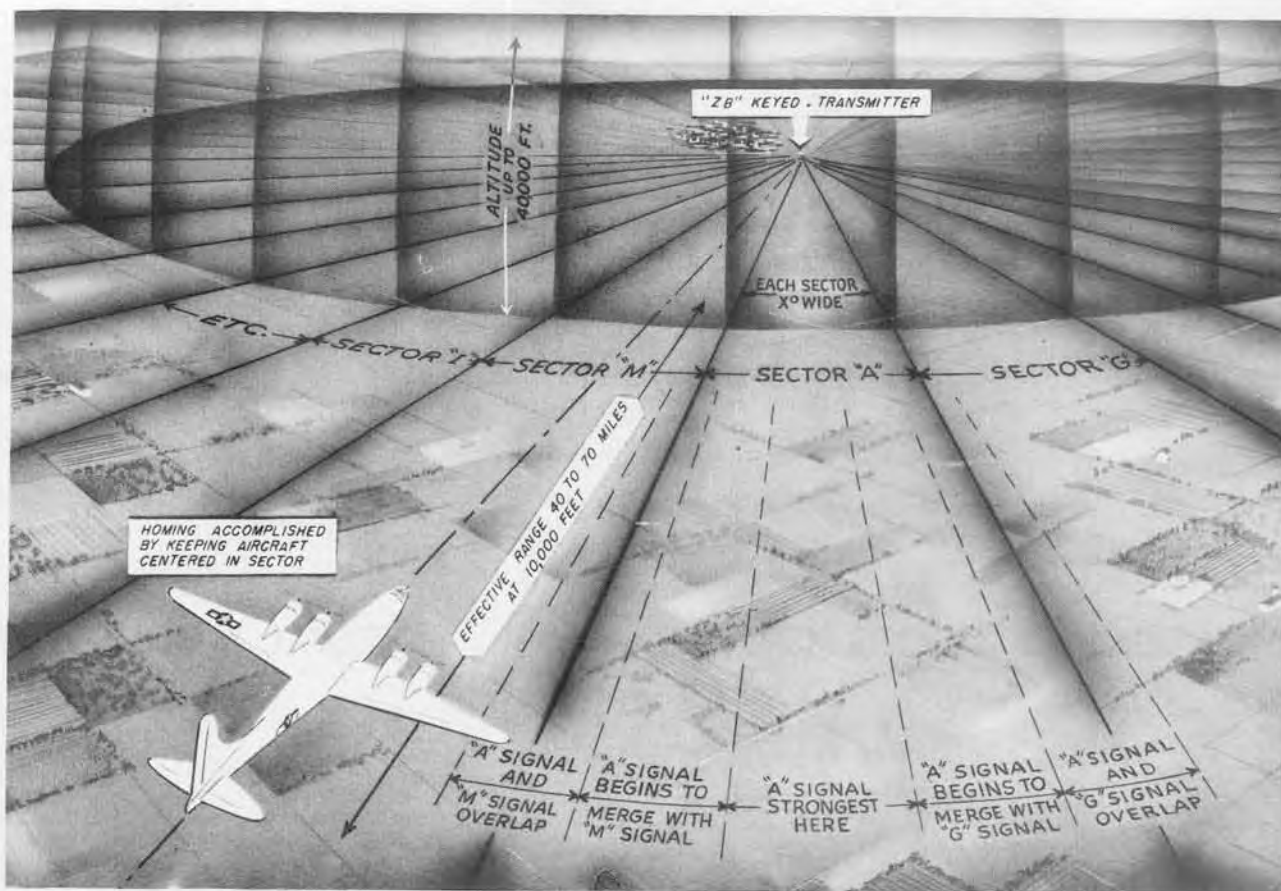 "ZB" KEYED - TRANSMITTER
ALTITUDE
UP TO
40,000 FT.
EACH SECTOR
X° WIDE
ETC.
SECTOR "I"
SECTOR "M"
SECTOR "A"
SECTOR "G"
EFFECTIVE RANGE 40 TO 70 MILES
AT 10,000 FEET
HOMING ACCOMPLISHED
BY KEEPING AIRCRAFT
CENTERED IN SECTOR
"A" SIGNAL
AND
"M" SIGNAL
OVERLAP
"A" SIGNAL
BEGINS TO
MERGE WITH
"M" SIGNAL
"A" SIGNAL
STRONGEST
HERE
"A" SIGNAL
BEGINS TO
MERGE WITH
"G" SIGNAL
"A" SIGNAL
AND
"G" SIGNAL
OVERLAP